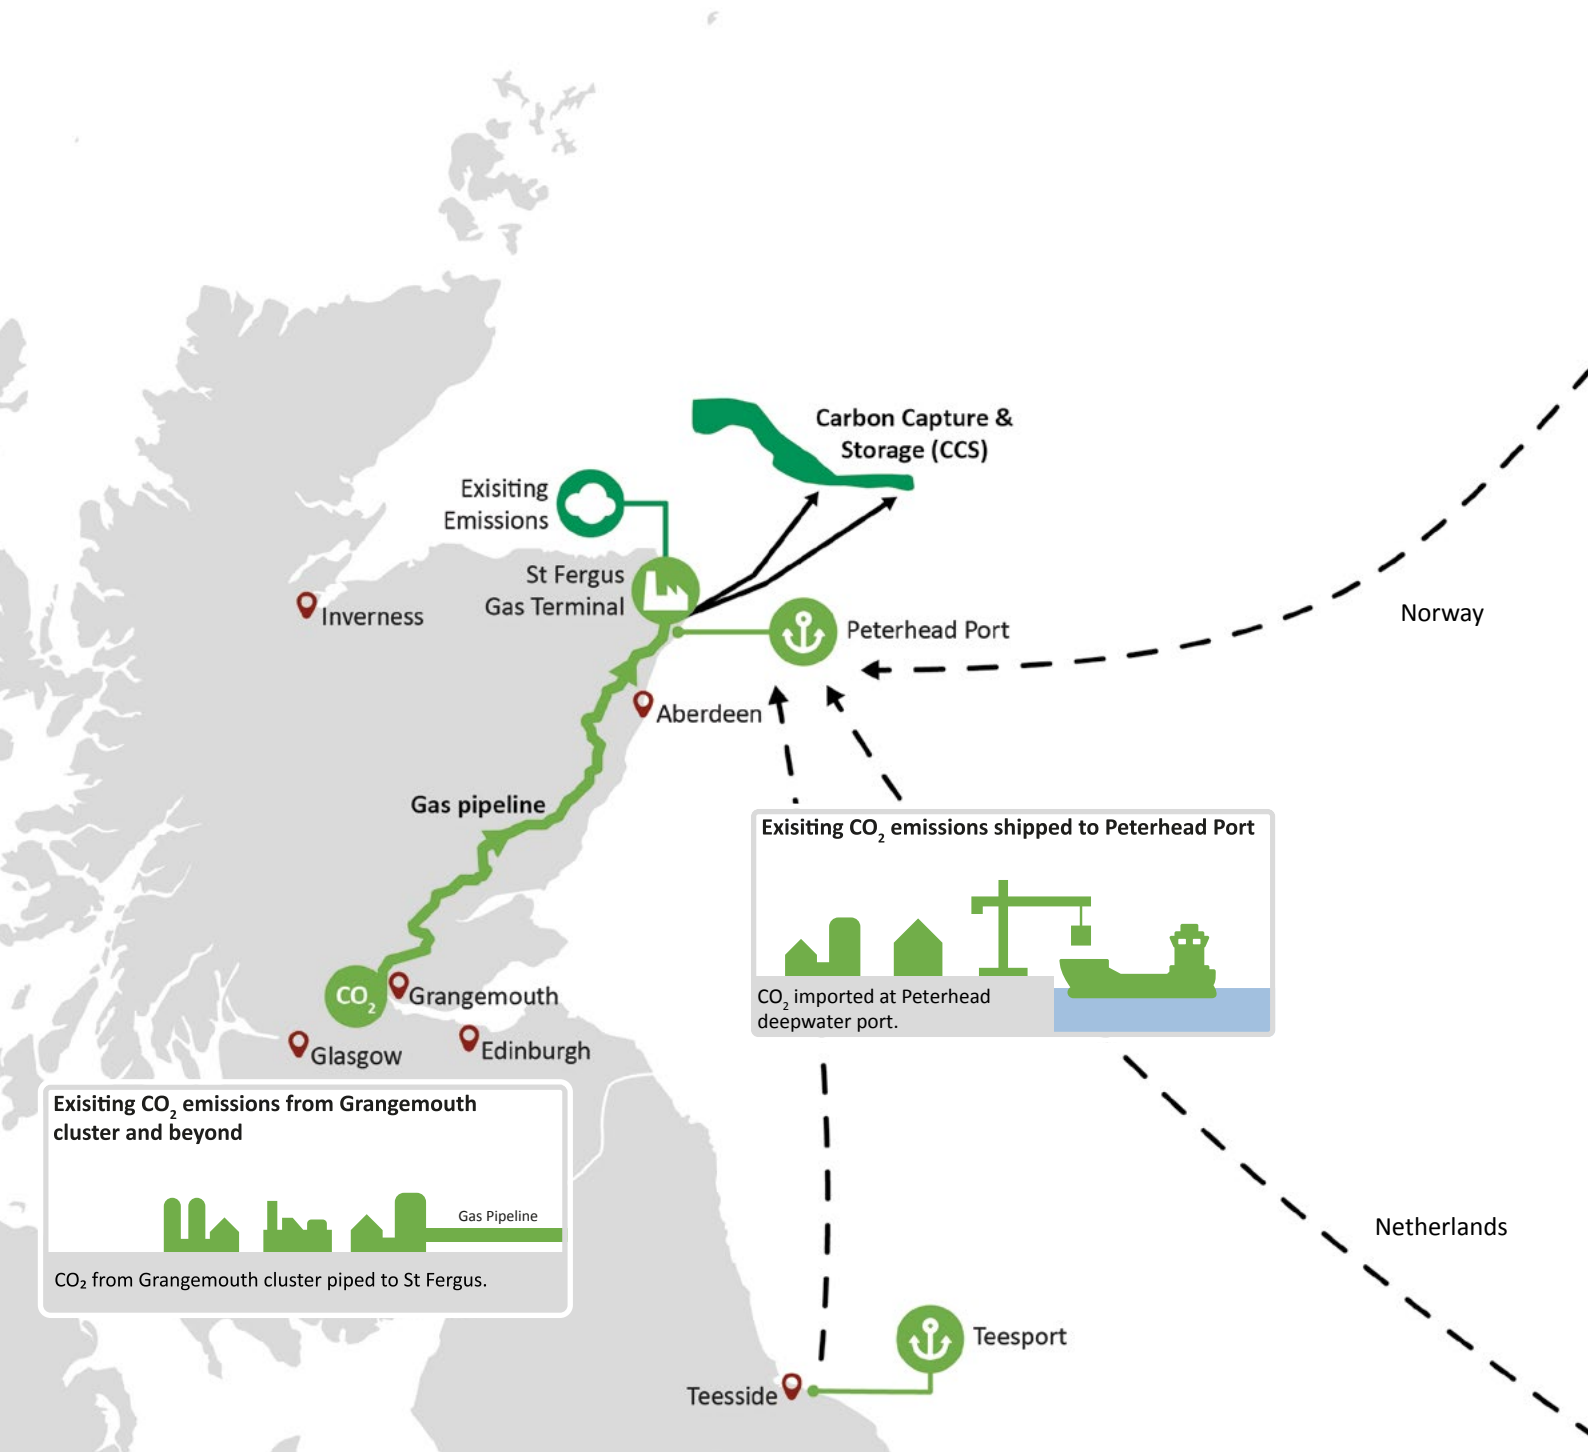 Carbon Capture &
Storage (CCS)
Exisiting
Emissions
St Fergus
Gas Terminal
Inverness
Peterhead Port
Norway
Aberdeen
Gas pipeline
Exisiting CO₂ emissions shipped to Peterhead Port
CO₂ imported at Peterhead
deepwater port.
CO₂
Grangemouth
Glasgow
Edinburgh
Exisiting CO₂ emissions from Grangemouth
cluster and beyond
Gas Pipeline
CO₂ from Grangemouth cluster piped to St Fergus.
Netherlands
Teesport
Teesside